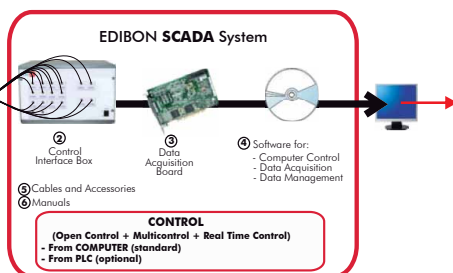 EDIBON SCADA System
②
Control
Interface Box
③
Data
Acquisition
Board
④ Software for:
- Computer Control
- Data Acquisition
- Data Management
⑤ Cables and Accessories
⑥ Manuals
CONTROL
(Open Control + Multicontrol + Real Time Control)
- From COMPUTER (standard)
- From PLC (optional)